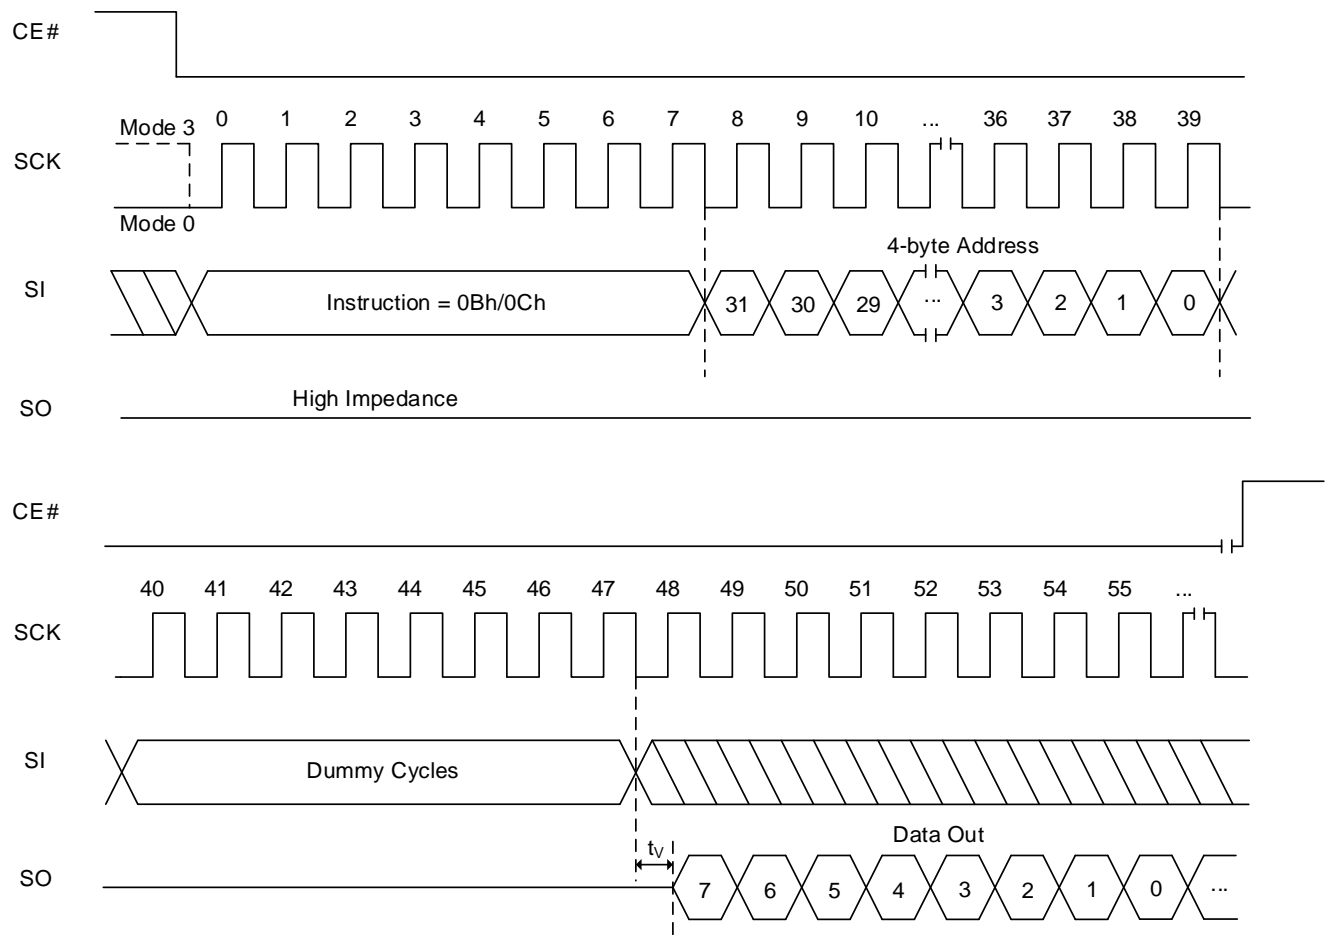 CE#
Mode 3 0 1 2 3 4 5 6 7 8 9 10 ... 36 37 38 39
SCK
Mode 0
4-byte Address
SI Instruction = 0Bh/0Ch 31 30 29 ... 3 2 1 0
High Impedance
SO
CE#
40 41 42 43 44 45 46 47 48 49 50 51 52 53 54 55 ...
SCK
SI Dummy Cycles
tV Data Out
SO 7 6 5 4 3 2 1 0 ...